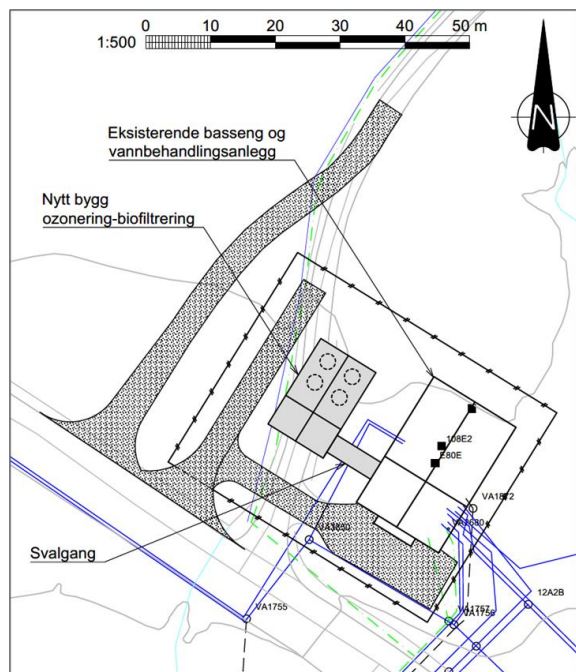 0 10 20 30 40 50 m
1:500
N
Eksisterende basseng og
vannbehandlingsanlegg
Nytt bygg
ozonering-biofiltrering
108E2
E80E
VA1872
VA3850
Svalgang
12A2B
VA1755
VA1757
VA1756